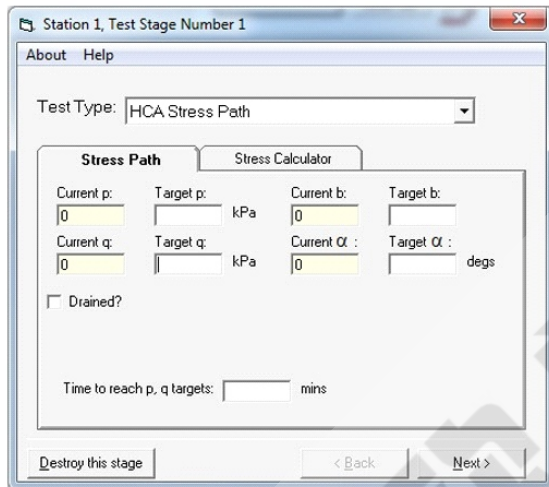 Station 1, Test Stage Number 1
About Help
Test Type: HCA Stress Path
Stress Path Stress Calculator
Current p: Target p: Current b: Target b:
0 kPa 0
Current q: Target q: Current α : Target α :
0 kPa 0 degs
Drained?
Time to reach p, q targets: mins
Destroy this stage < Back Next >